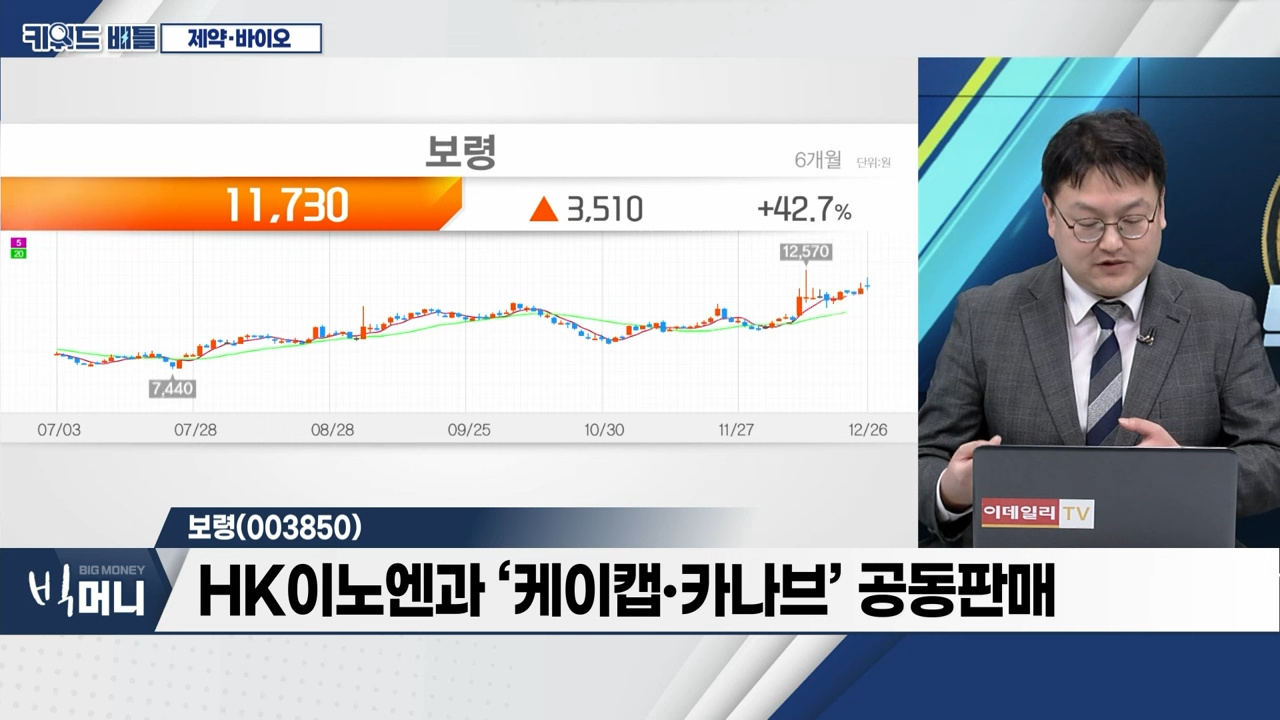 키워드 배틀
제약·바이오
보령
6개월 단위:원
11,730 ▲ 3,510 +42.7%
5
20
12,570
7,440
07/03 07/28 08/28 09/25 10/30 11/27 12/26
이데일리TV
보령(003850)
BIG MONEY
빅머니
HK이노엔과 ‘케이캡·카나브’ 공동판매